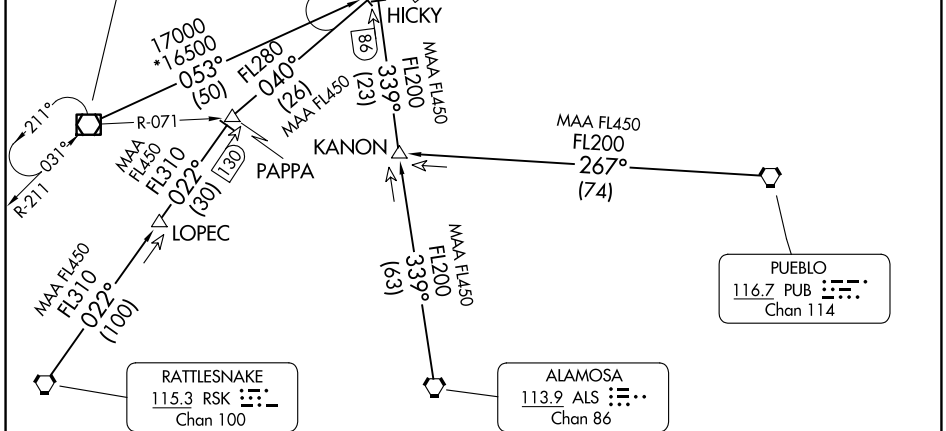 HICKY
17000
*16500
053°
(50)
FL280
040°
(26)
MAA FL450
86
MAA FL450
FL200
339°
(23)
211°
031°
R-211
R-071
MAA
FL450
FL310
022°
(30)
130
PAPPA
KANON
MAA FL450
FL200
267°
(74)
LOPEC
MAA FL450
FL310
022°
(100)
MAA FL450
FL200
339°
(63)
PUEBLO
116.7 PUB
Chan 114
RATTLESNAKE
115.3 RSK
Chan 100
ALAMOSA
113.9 ALS
Chan 86